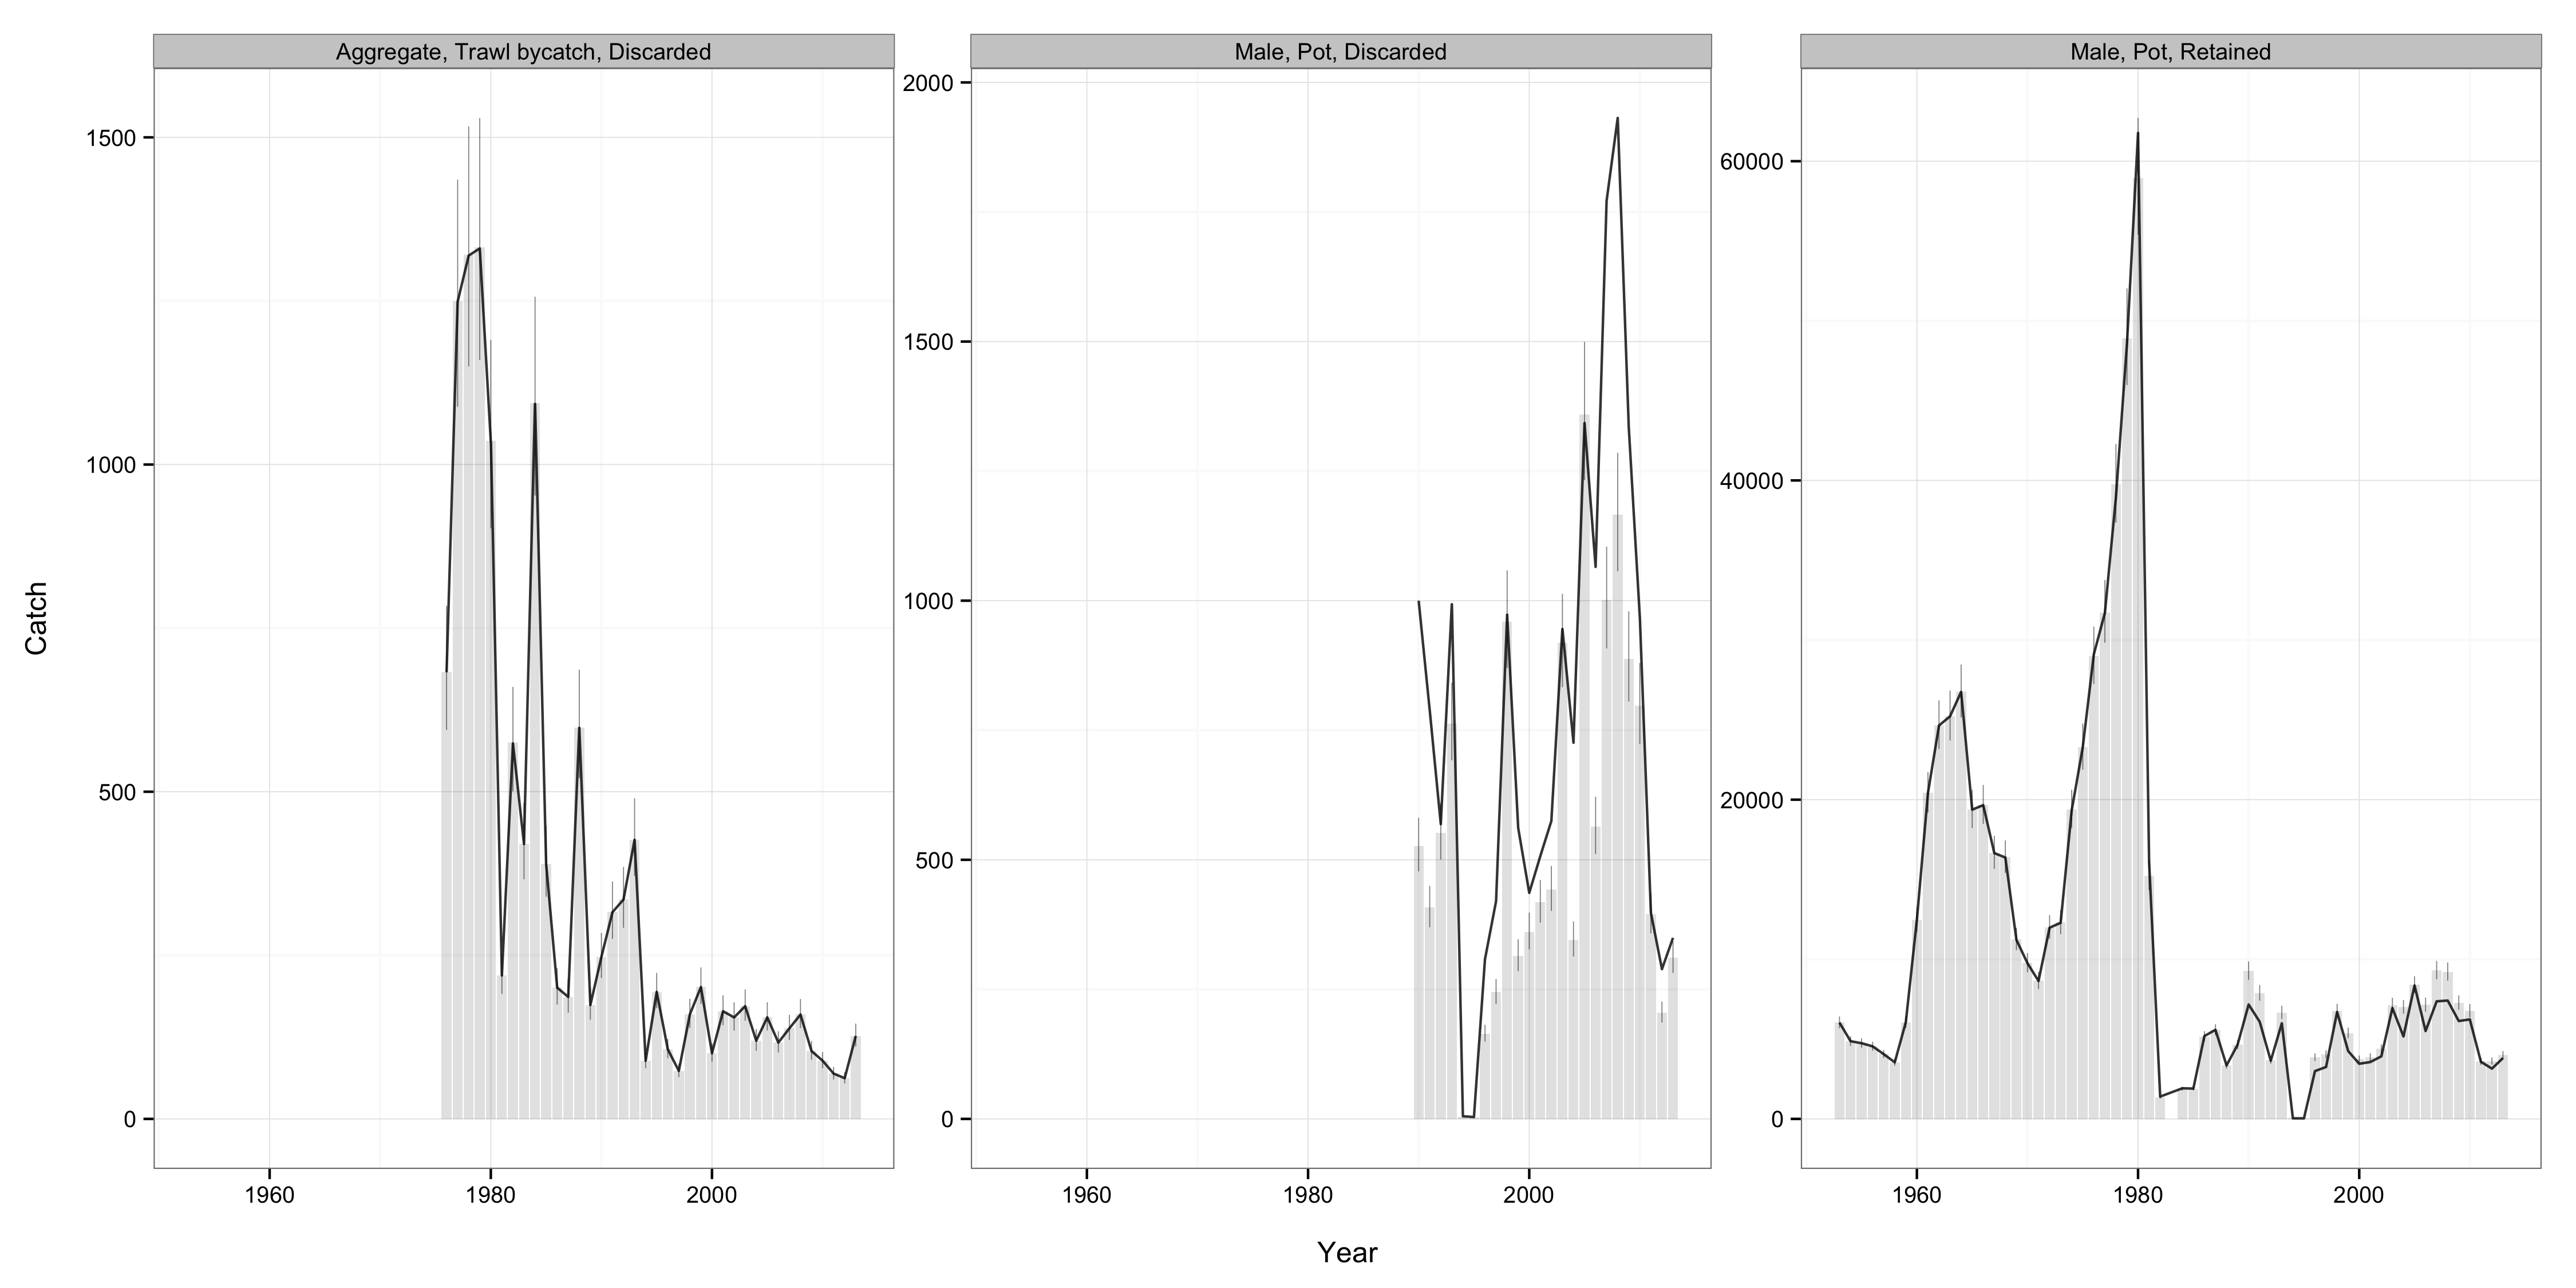 Aggregate, Trawl bycatch, Discarded
Male, Pot, Discarded
Male, Pot, Retained
1500
1000
500
0
2000
1500
1000
500
0
60000
40000
20000
0
Catch
1960 1980 2000
1960 1980 2000
1960 1980 2000
Year